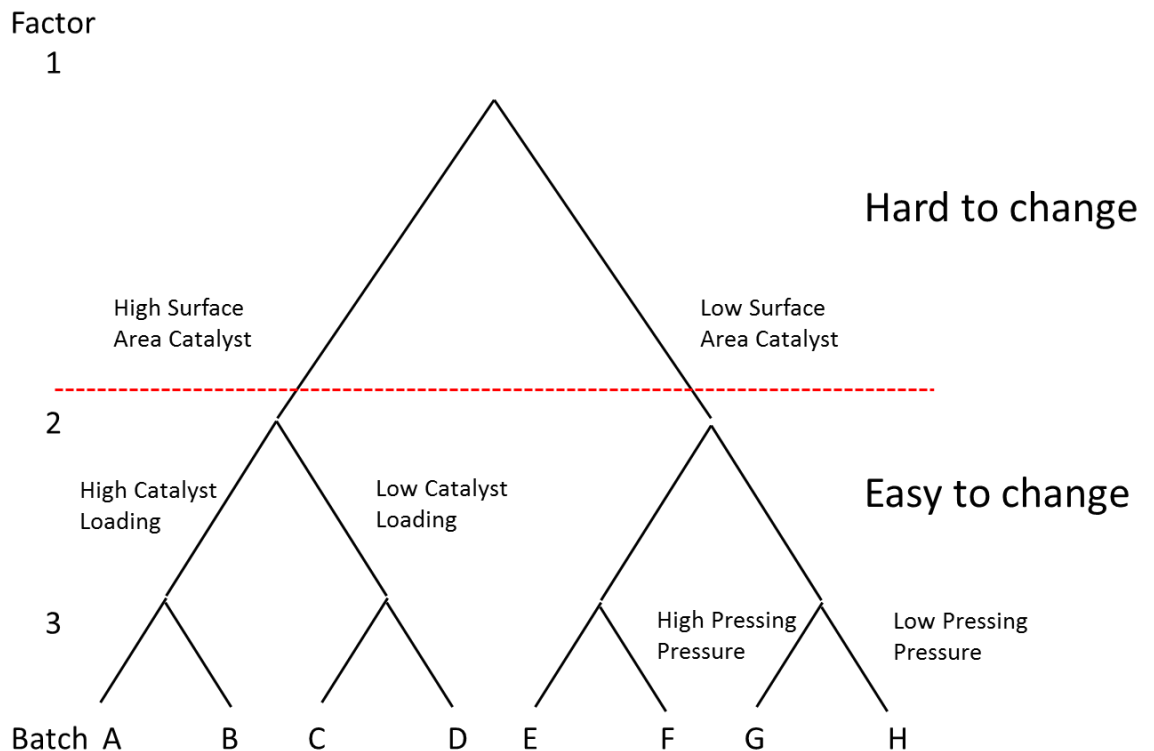 Factor
1
Hard to change
High Surface
Area Catalyst
Low Surface
Area Catalyst
2
High Catalyst
Loading
Low Catalyst
Loading
Easy to change
3
High Pressing
Pressure
Low Pressing
Pressure
Batch A B C D E F G H